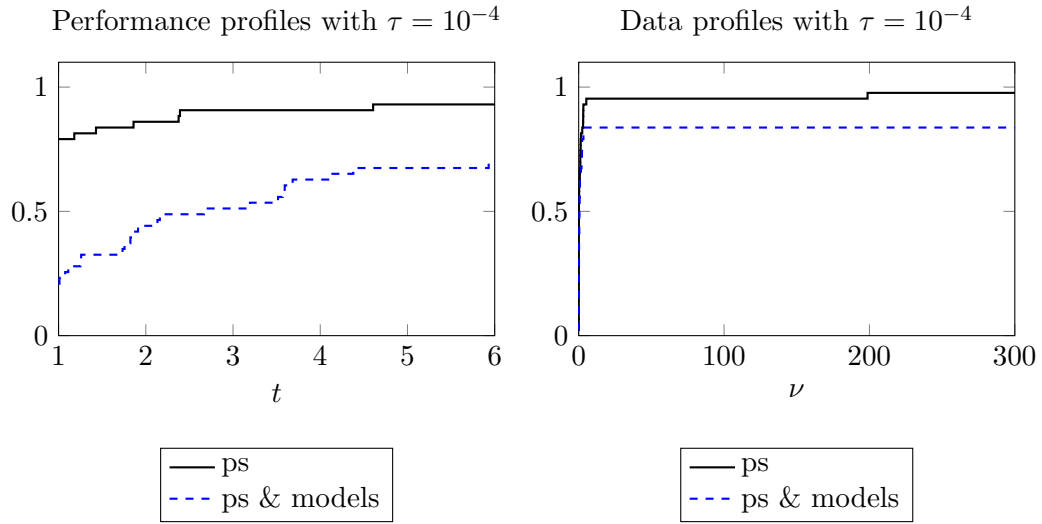 Performance profiles with τ = 10⁻⁴
1
0.5
0
1 2 3 4 5 6
t
ps
ps & models
Data profiles with τ = 10⁻⁴
1
0.5
0
0 100 200 300
ν
ps
ps & models